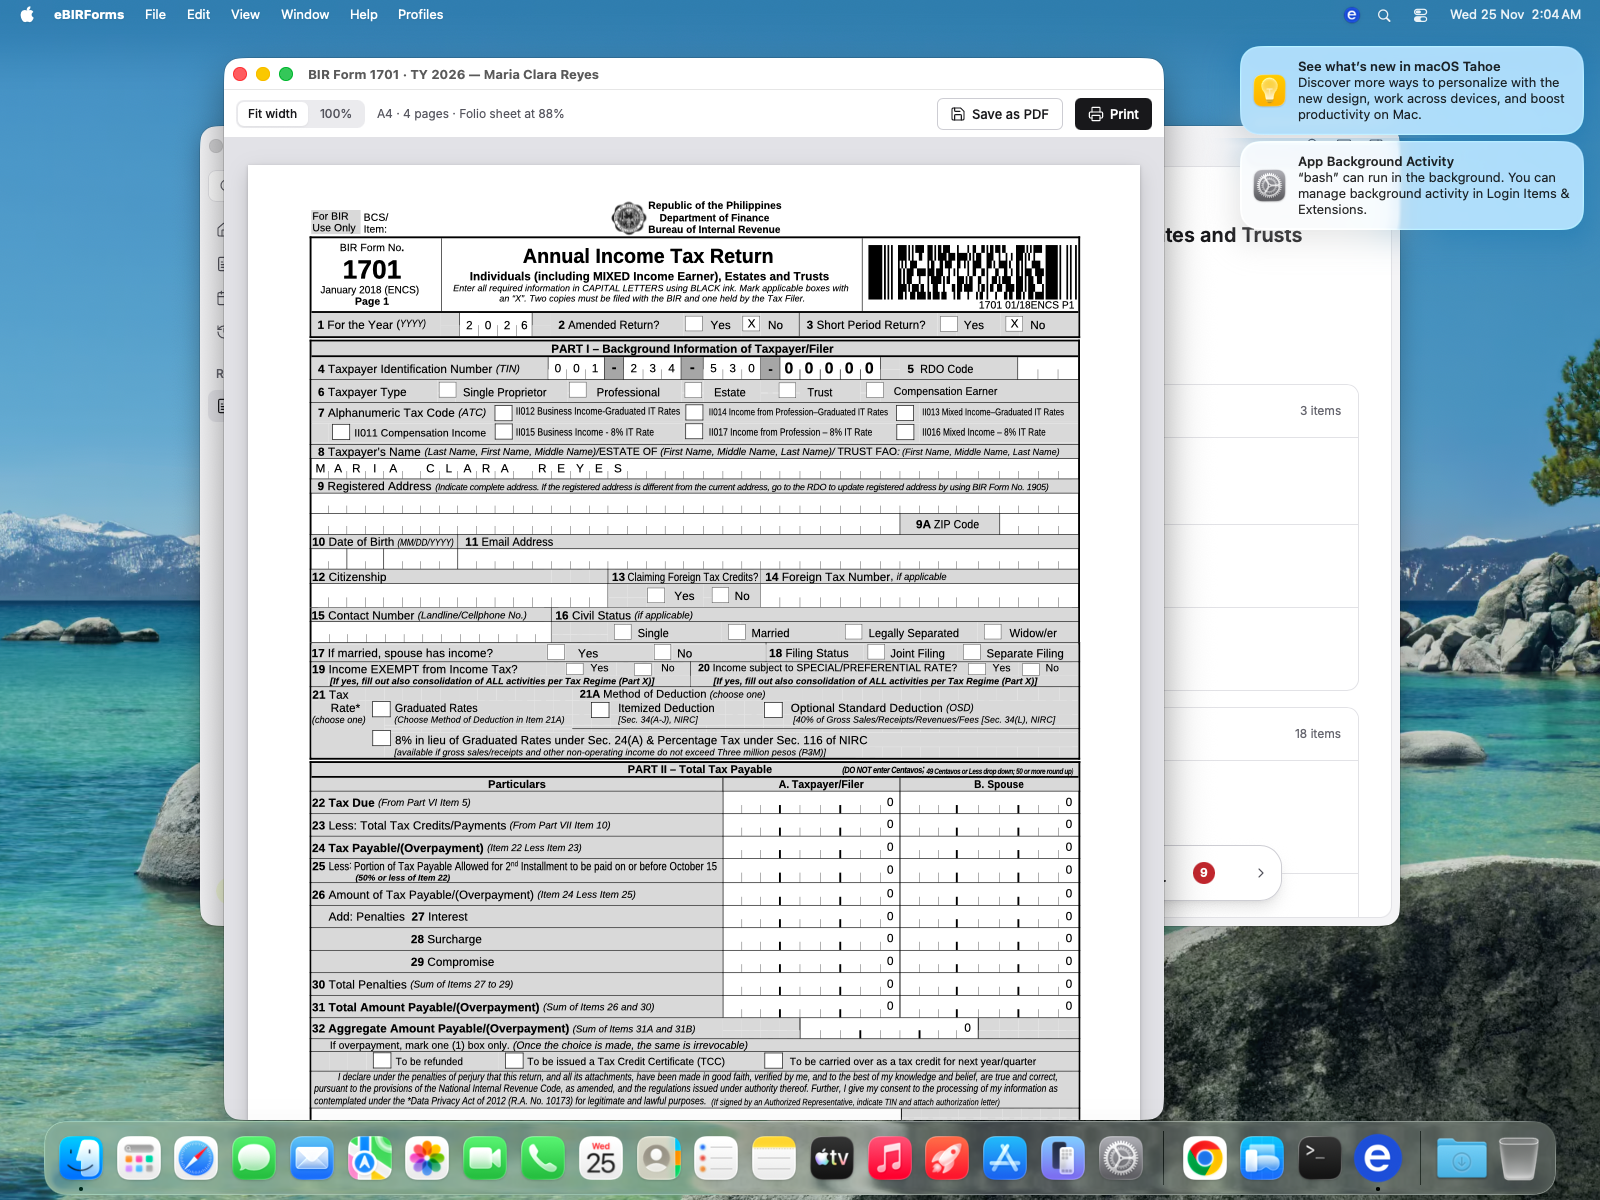 eBIRForms File Edit View Window Help Profiles
e Wed 25 Nov 2:04 AM
BIR Form 1701 · TY 2026 — Maria Clara Reyes
Fit width 100% A4 · 4 pages · Folio sheet at 88% Save as PDF Print
See what's new in macOS Tahoe
Discover more ways to personalize with the
new design, work across devices, and boost
productivity on Mac.
App Background Activity
“bash” can run in the background. You can
manage background activity in Login Items &
Extensions.
tes and Trusts
3 items
18 items
9
For BIR BCS/
Use Only Item:
Republic of the Philippines
Department of Finance
Bureau of Internal Revenue
BIR Form No.
1701
January 2018 (ENCS)
Page 1
Annual Income Tax Return
Individuals (including MIXED Income Earner), Estates and Trusts
Enter all required information in CAPITAL LETTERS using BLACK ink. Mark applicable boxes with
an “X”. Two copies must be filed with the BIR and one held by the Tax Filer.
1701 01/18ENCS P1
1 For the Year (YYYY) 2 0 2 6 2 Amended Return? Yes X No 3 Short Period Return? Yes X No
PART I – Background Information of Taxpayer/Filer
4 Taxpayer Identification Number (TIN) 0 0 1 - 2 3 4 - 5 3 0 - 0 0 0 0 0 5 RDO Code
6 Taxpayer Type Single Proprietor Professional Estate Trust Compensation Earner
7 Alphanumeric Tax Code (ATC) II012 Business Income-Graduated IT Rates II014 Income from Profession–Graduated IT Rates II013 Mixed Income–Graduated IT Rates
II011 Compensation Income II015 Business Income - 8% IT Rate II017 Income from Profession – 8% IT Rate II016 Mixed Income – 8% IT Rate
8 Taxpayer's Name (Last Name, First Name, Middle Name)/ESTATE OF (First Name, Middle Name, Last Name)/ TRUST FAO: (First Name, Middle Name, Last Name)
MARIA CLARA REYES
9 Registered Address (Indicate complete address. If the registered address is different from the current address, go to the RDO to update registered address by using BIR Form No. 1905)
9A ZIP Code
10 Date of Birth (MM/DD/YYYY) 11 Email Address
12 Citizenship 13 Claiming Foreign Tax Credits? 14 Foreign Tax Number, if applicable
Yes No
15 Contact Number (Landline/Cellphone No.) 16 Civil Status (if applicable)
Single Married Legally Separated Widow/er
17 If married, spouse has income? Yes No 18 Filing Status Joint Filing Separate Filing
19 Income EXEMPT from Income Tax? Yes No 20 Income subject to SPECIAL/PREFERENTIAL RATE? Yes No
[If yes, fill out also consolidation of ALL activities per Tax Regime (Part X)] [If yes, fill out also consolidation of ALL activities per Tax Regime (Part X)]
21 Tax 21A Method of Deduction (choose one)
Rate* Graduated Rates Itemized Deduction Optional Standard Deduction (OSD)
(choose one) (Choose Method of Deduction in Item 21A) [Sec. 34(A-J), NIRC] [40% of Gross Sales/Receipts/Revenues/Fees [Sec. 34(L), NIRC]
8% in lieu of Graduated Rates under Sec. 24(A) & Percentage Tax under Sec. 116 of NIRC
[available if gross sales/receipts and other non-operating income do not exceed Three million pesos (P3M)]
PART II – Total Tax Payable (DO NOT enter Centavos; 49 Centavos or Less drop down; 50 or more round up)
Particulars A. Taxpayer/Filer B. Spouse
22 Tax Due (From Part VI Item 5) 0 0
23 Less: Total Tax Credits/Payments (From Part VII Item 10) 0 0
24 Tax Payable/(Overpayment) (Item 22 Less Item 23) 0 0
25 Less: Portion of Tax Payable Allowed for 2nd Installment to be paid on or before October 15 0 0
(50% or less of Item 22)
26 Amount of Tax Payable/(Overpayment) (Item 24 Less Item 25) 0 0
Add: Penalties 27 Interest 0 0
28 Surcharge 0 0
29 Compromise 0 0
30 Total Penalties (Sum of Items 27 to 29) 0 0
31 Total Amount Payable/(Overpayment) (Sum of Items 26 and 30) 0 0
32 Aggregate Amount Payable/(Overpayment) (Sum of Items 31A and 31B) 0
If overpayment, mark one (1) box only. (Once the choice is made, the same is irrevocable)
To be refunded To be issued a Tax Credit Certificate (TCC) To be carried over as a tax credit for next year/quarter
I declare under the penalties of perjury that this return, and all its attachments, have been made in good faith, verified by me, and to the best of my knowledge and belief, are true and correct,
pursuant to the provisions of the National Internal Revenue Code, as amended, and the regulations issued under authority thereof. Further, I give my consent to the processing of my information as
contemplated under the *Data Privacy Act of 2012 (R.A. No. 10173) for legitimate and lawful purposes. (If signed by an Authorized Representative, indicate TIN and attach authorization letter)
Wed
25
tv
e